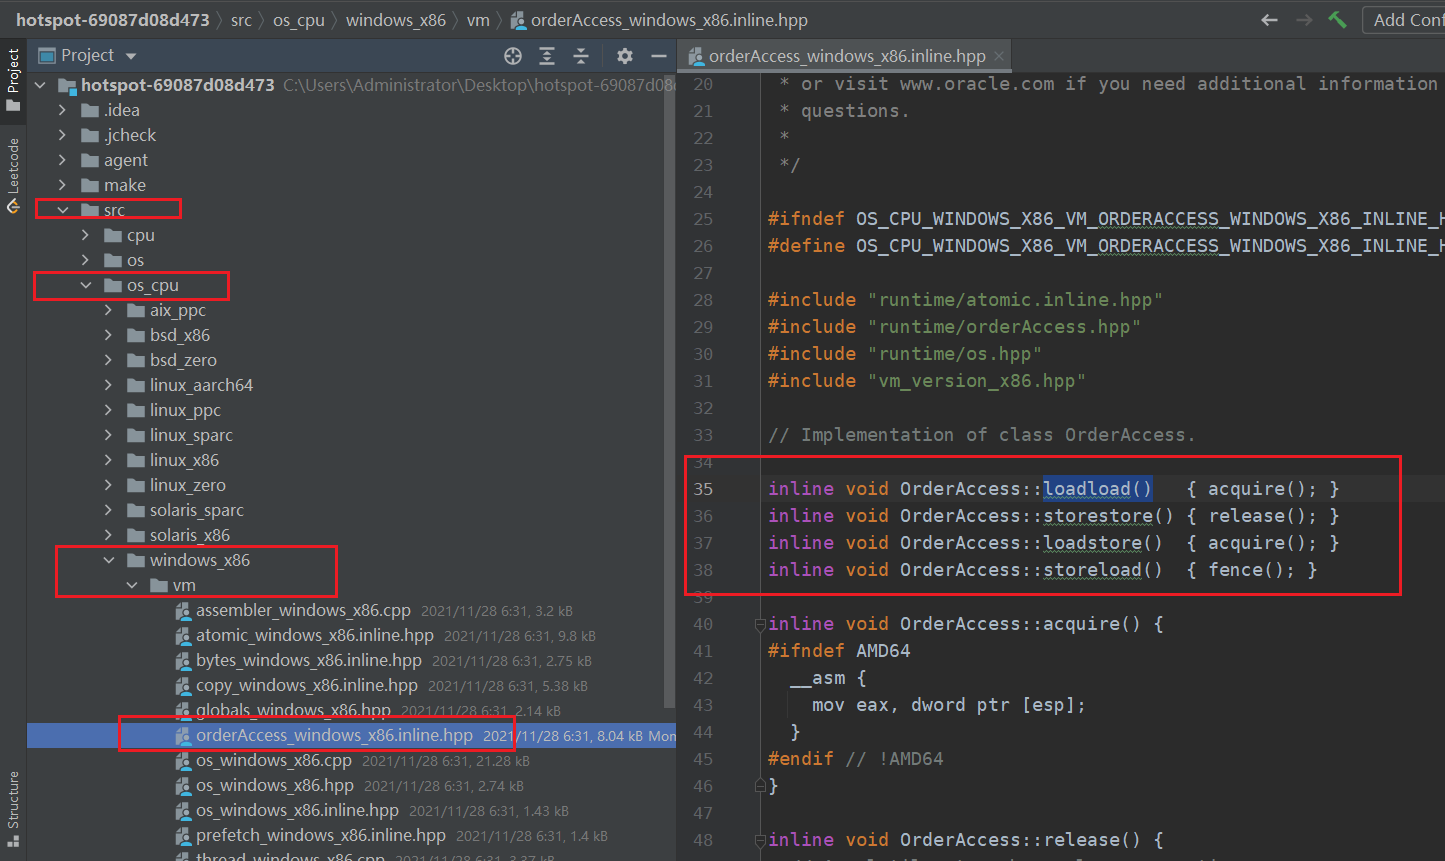 hotspot-69087d08d473 src os_cpu windows_x86 vm orderAccess_windows_x86.inline.hpp Add Conf
Project
Leetcode
Structure
Project
hotspot-69087d08d473 C:\Users\Administrator\Desktop\hotspot-69087d08
.idea
.jcheck
agent
make
src
cpu
os
os_cpu
aix_ppc
bsd_x86
bsd_zero
linux_aarch64
linux_ppc
linux_sparc
linux_x86
linux_zero
solaris_sparc
solaris_x86
windows_x86
vm
assembler_windows_x86.cpp 2021/11/28 6:31, 3.2 kB
atomic_windows_x86.inline.hpp 2021/11/28 6:31, 9.8 kB
bytes_windows_x86.inline.hpp 2021/11/28 6:31, 2.75 kB
copy_windows_x86.inline.hpp 2021/11/28 6:31, 5.38 kB
globals_windows_x86.hpp 2021/11/28 6:31, 2.14 kB
orderAccess_windows_x86.inline.hpp 2021/11/28 6:31, 8.04 kB Mom
os_windows_x86.cpp 2021/11/28 6:31, 21.28 kB
os_windows_x86.hpp 2021/11/28 6:31, 2.74 kB
os_windows_x86.inline.hpp 2021/11/28 6:31, 1.43 kB
prefetch_windows_x86.inline.hpp 2021/11/28 6:31, 1.4 kB
thread_windows_x86.cpp 2021/11/28 6:31, 3.37 kB
orderAccess_windows_x86.inline.hpp
20 * or visit www.oracle.com if you need additional information
21 * questions.
22 *
23 */
24
25 #ifndef OS_CPU_WINDOWS_X86_VM_ORDERACCESS_WINDOWS_X86_INLINE_H
26 #define OS_CPU_WINDOWS_X86_VM_ORDERACCESS_WINDOWS_X86_INLINE_H
27
28 #include "runtime/atomic.inline.hpp"
29 #include "runtime/orderAccess.hpp"
30 #include "runtime/os.hpp"
31 #include "vm_version_x86.hpp"
32
33 // Implementation of class OrderAccess.
34
35 inline void OrderAccess::loadload() { acquire(); }
36 inline void OrderAccess::storestore() { release(); }
37 inline void OrderAccess::loadstore() { acquire(); }
38 inline void OrderAccess::storeload() { fence(); }
39
40 inline void OrderAccess::acquire() {
41 #ifndef AMD64
42 __asm {
43 mov eax, dword ptr [esp];
44 }
45 #endif // !AMD64
46 }
47
48 inline void OrderAccess::release() {